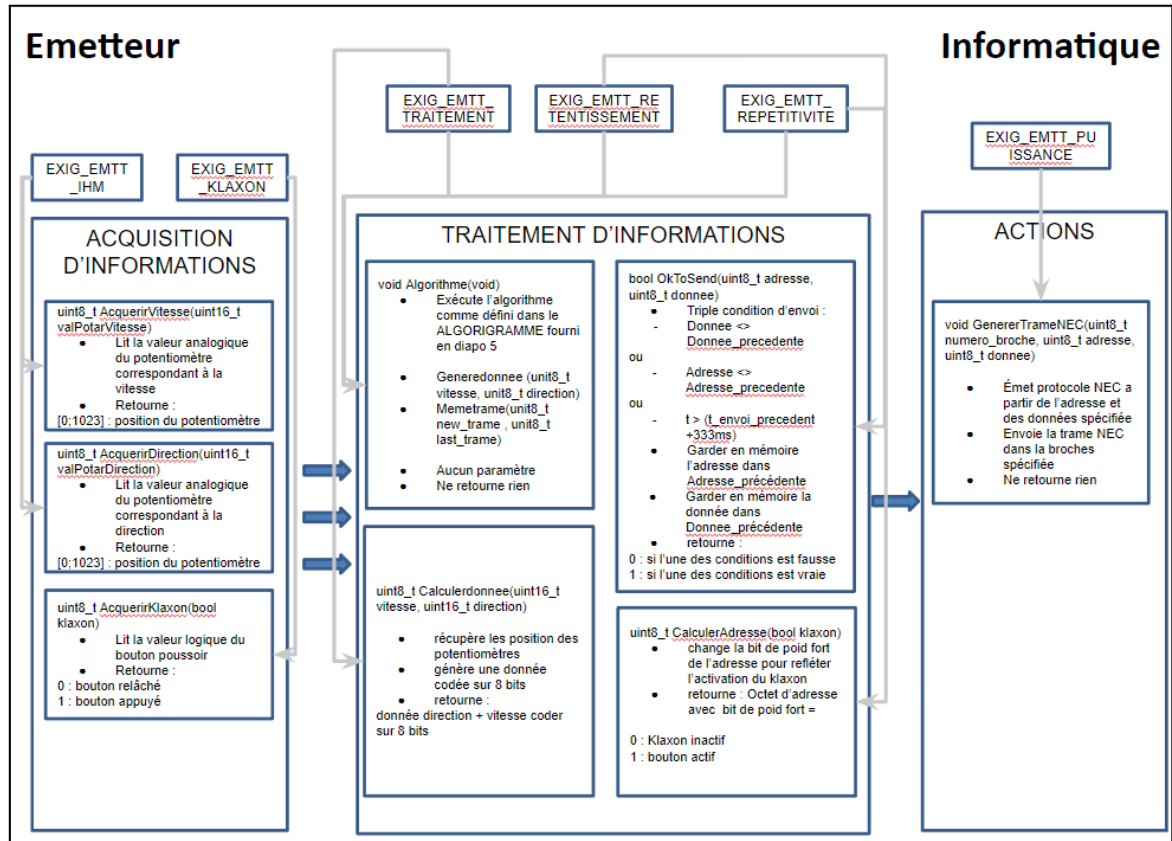 Emetteur
Informatique
EXIG_EMTT_
TRAITEMENT
EXIG_EMTT_RE
TENTISSEMENT
EXIG_EMTT_
REPETITIVITE
EXIG_EMTT_PU
ISSANCE
EXIG_EMTT
_IHM
EXIG_EMTT
_KLAXON
ACQUISITION
D'INFORMATIONS
uint8_t AcquerirVitesse(uint16_t
valPotarVitesse)
● Lit la valeur analogique
du potentiomètre
correspondant à la
vitesse
● Retourne :
[0;1023] : position du potentiomètre
uint8_t AcquerirDirection(uint16_t
valPotarDirection)
● Lit la valeur analogique
du potentiomètre
correspondant à la
direction
● Retourne :
[0;1023] : position du potentiomètre
uint8_t AcquerirKlaxon(bool
klaxon)
● Lit la valeur logique du
bouton poussoir
● Retourne :
0 : bouton relâché
1 : bouton appuyé
TRAITEMENT D'INFORMATIONS
void Algorithme(void)
● Exécute l'algorithme
comme défini dans le
ALGORIGRAMME fourni
en diapo 5
● Generedonnee (unit8_t
vitesse, unit8_t direction)
● Memetrame(unit8_t
new_trame , unit8_t
last_trame)
● Aucun paramètre
● Ne retourne rien
uint8_t Calculerdonnee(uint16_t
vitesse, uint16_t direction)
● récupère les position des
potentiomètres
● génère une donnée
codée sur 8 bits
● retourne :
donnée direction + vitesse coder
sur 8 bits
bool OkToSend(uint8_t adresse,
uint8_t donnee)
● Triple condition d'envoi :
- Donnee <>
Donnee_precedente
ou
- Adresse <>
Adresse_precedente
ou
- t > (t_envoi_precedent
+333ms)
● Garder en mémoire
l'adresse dans
Adresse_précédente
● Garder en mémoire la
donnée dans
Donnee_précédente
● retourne :
0 : si l'une des conditions est fausse
1 : si l'une des conditions est vraie
uint8_t CalculerAdresse(bool klaxon)
● change la bit de poid fort
de l'adresse pour refléter
l'activation du klaxon
● retourne : Octet d'adresse
avec bit de poid fort =
0 : Klaxon inactif
1 : bouton actif
ACTIONS
void GenererTrameNEC(uint8_t
numero_broche, uint8_t adresse,
uint8_t donnee)
● Émet protocole NEC a
partir de l'adresse et
des données spécifiée
● Envoie la trame NEC
dans la broches
spécifiée
● Ne retourne rien